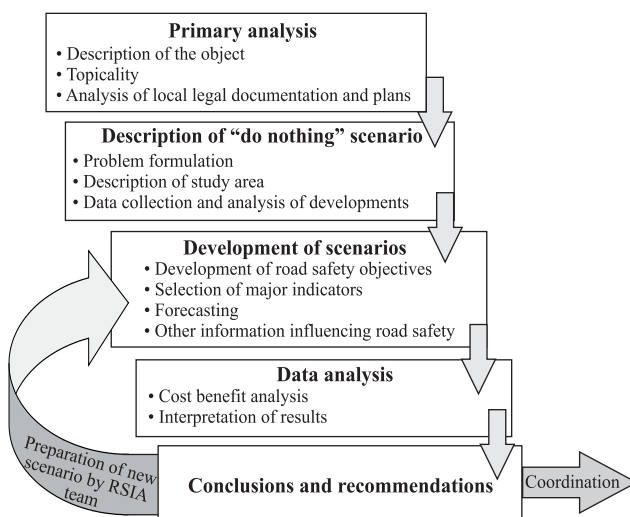 Primary analysis
• Description of the object
• Topicality
• Analysis of local legal documentation and plans
Description of “do nothing” scenario
• Problem formulation
• Description of study area
• Data collection and analysis of developments
Development of scenarios
• Development of road safety objectives
• Selection of major indicators
• Forecasting
• Other information influencing road safety
Data analysis
• Cost benefit analysis
• Interpretation of results
Preparation of new
scenario by RSIA
team
Conclusions and recommendations
Coordination